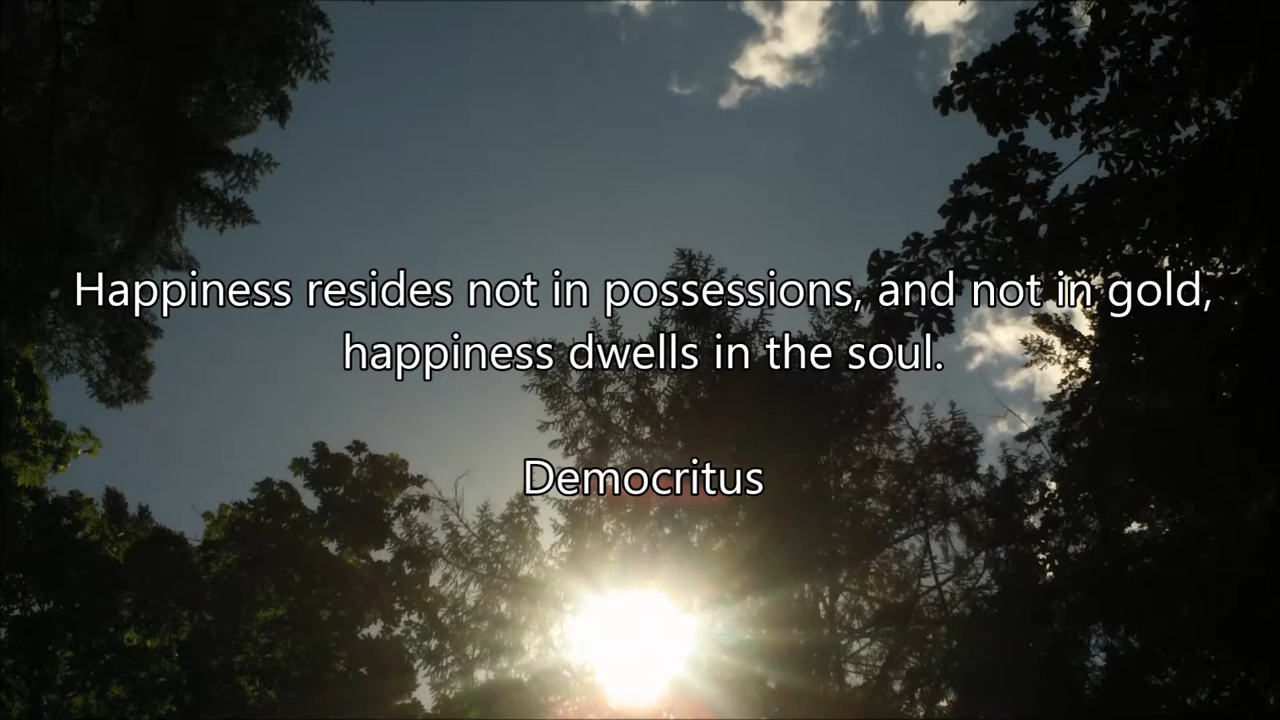 Happiness resides not in possessions, and not in gold,
happiness dwells in the soul.
Democritus